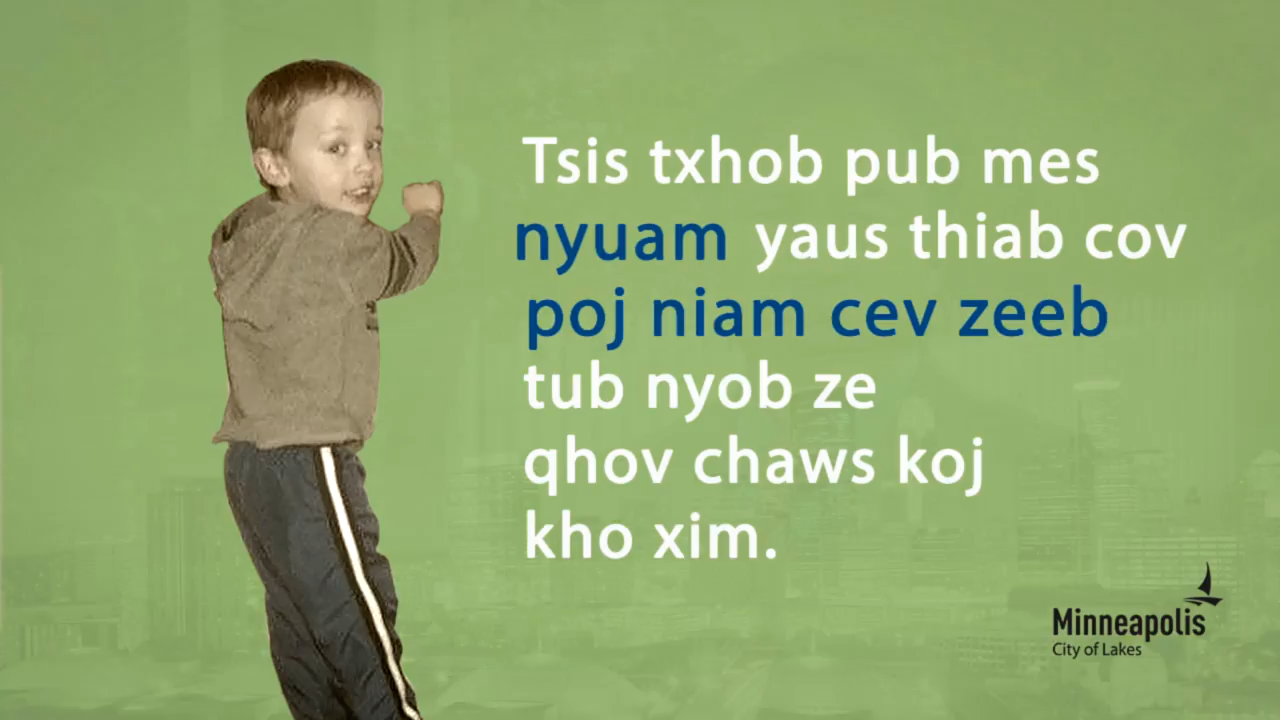 Tsis txhob pub mes
nyuam yaus thiab cov
poj niam cev zeeb
tub nyob ze
qhov chaws koj
kho xim.
Minneapolis
City of Lakes